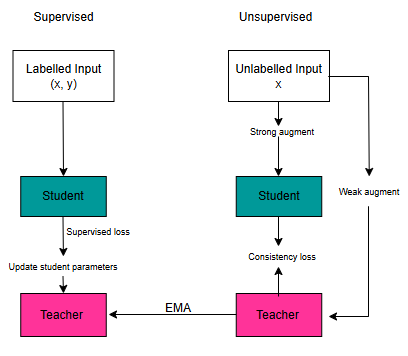 Supervised
Unsupervised
Labelled Input
(x, y)
Unlabelled Input
x
Strong augment
Student
Student
Weak augment
Supervised loss
Consistency loss
Update student parameters
Teacher
EMA
Teacher